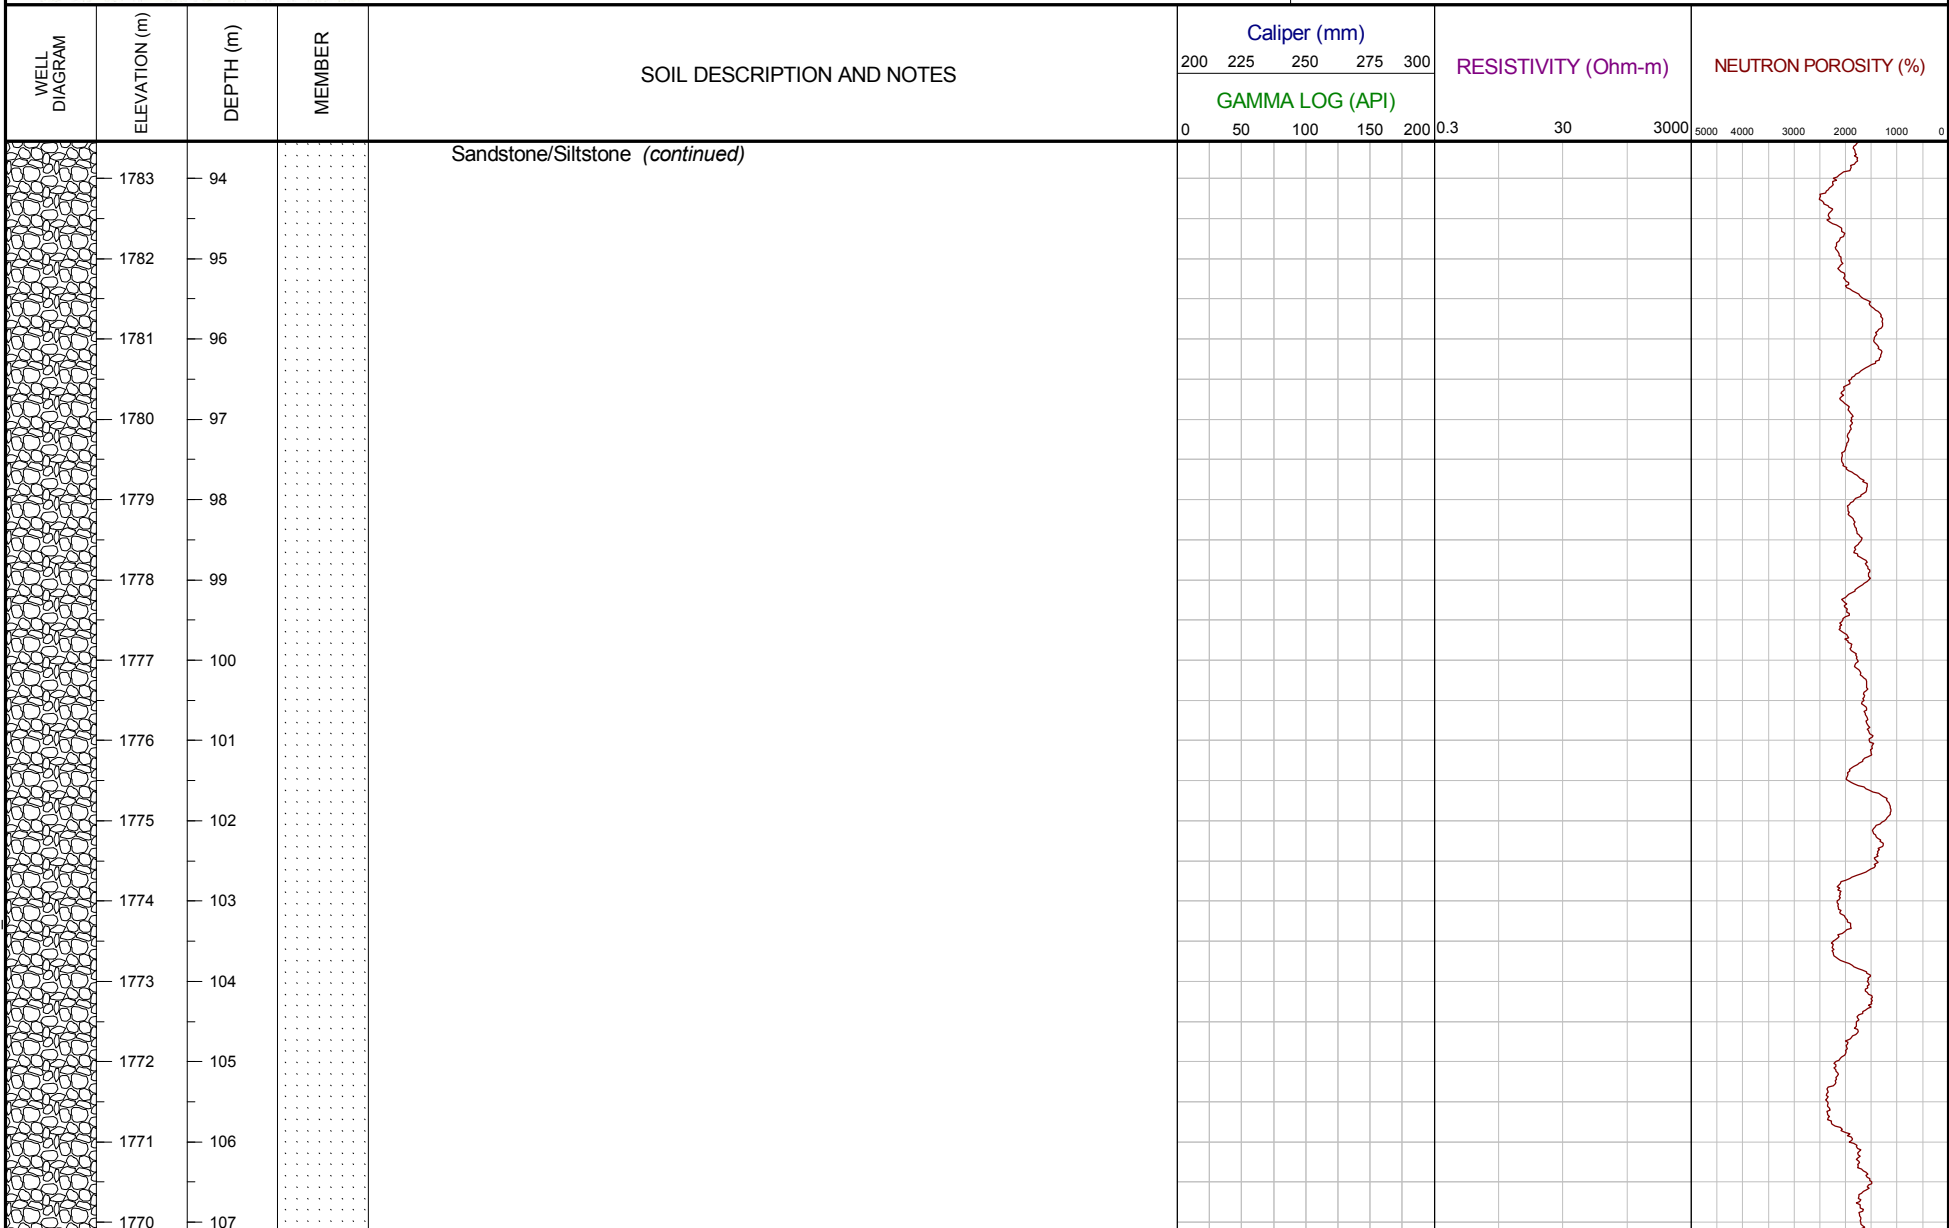 WELL
DIAGRAM
ELEVATION (m)
DEPTH (m)
MEMBER
SOIL DESCRIPTION AND NOTES
Caliper (mm)
200 225 250 275 300
GAMMA LOG (API)
0 50 100 150 200
RESISTIVITY (Ohm-m)
0.3 30 3000
NEUTRON POROSITY (%)
5000 4000 3000 2000 1000 0
Sandstone/Siltstone (continued)
1783 94
1782 95
1781 96
1780 97
1779 98
1778 99
1777 100
1776 101
1775 102
1774 103
1773 104
1772 105
1771 106
1770 107